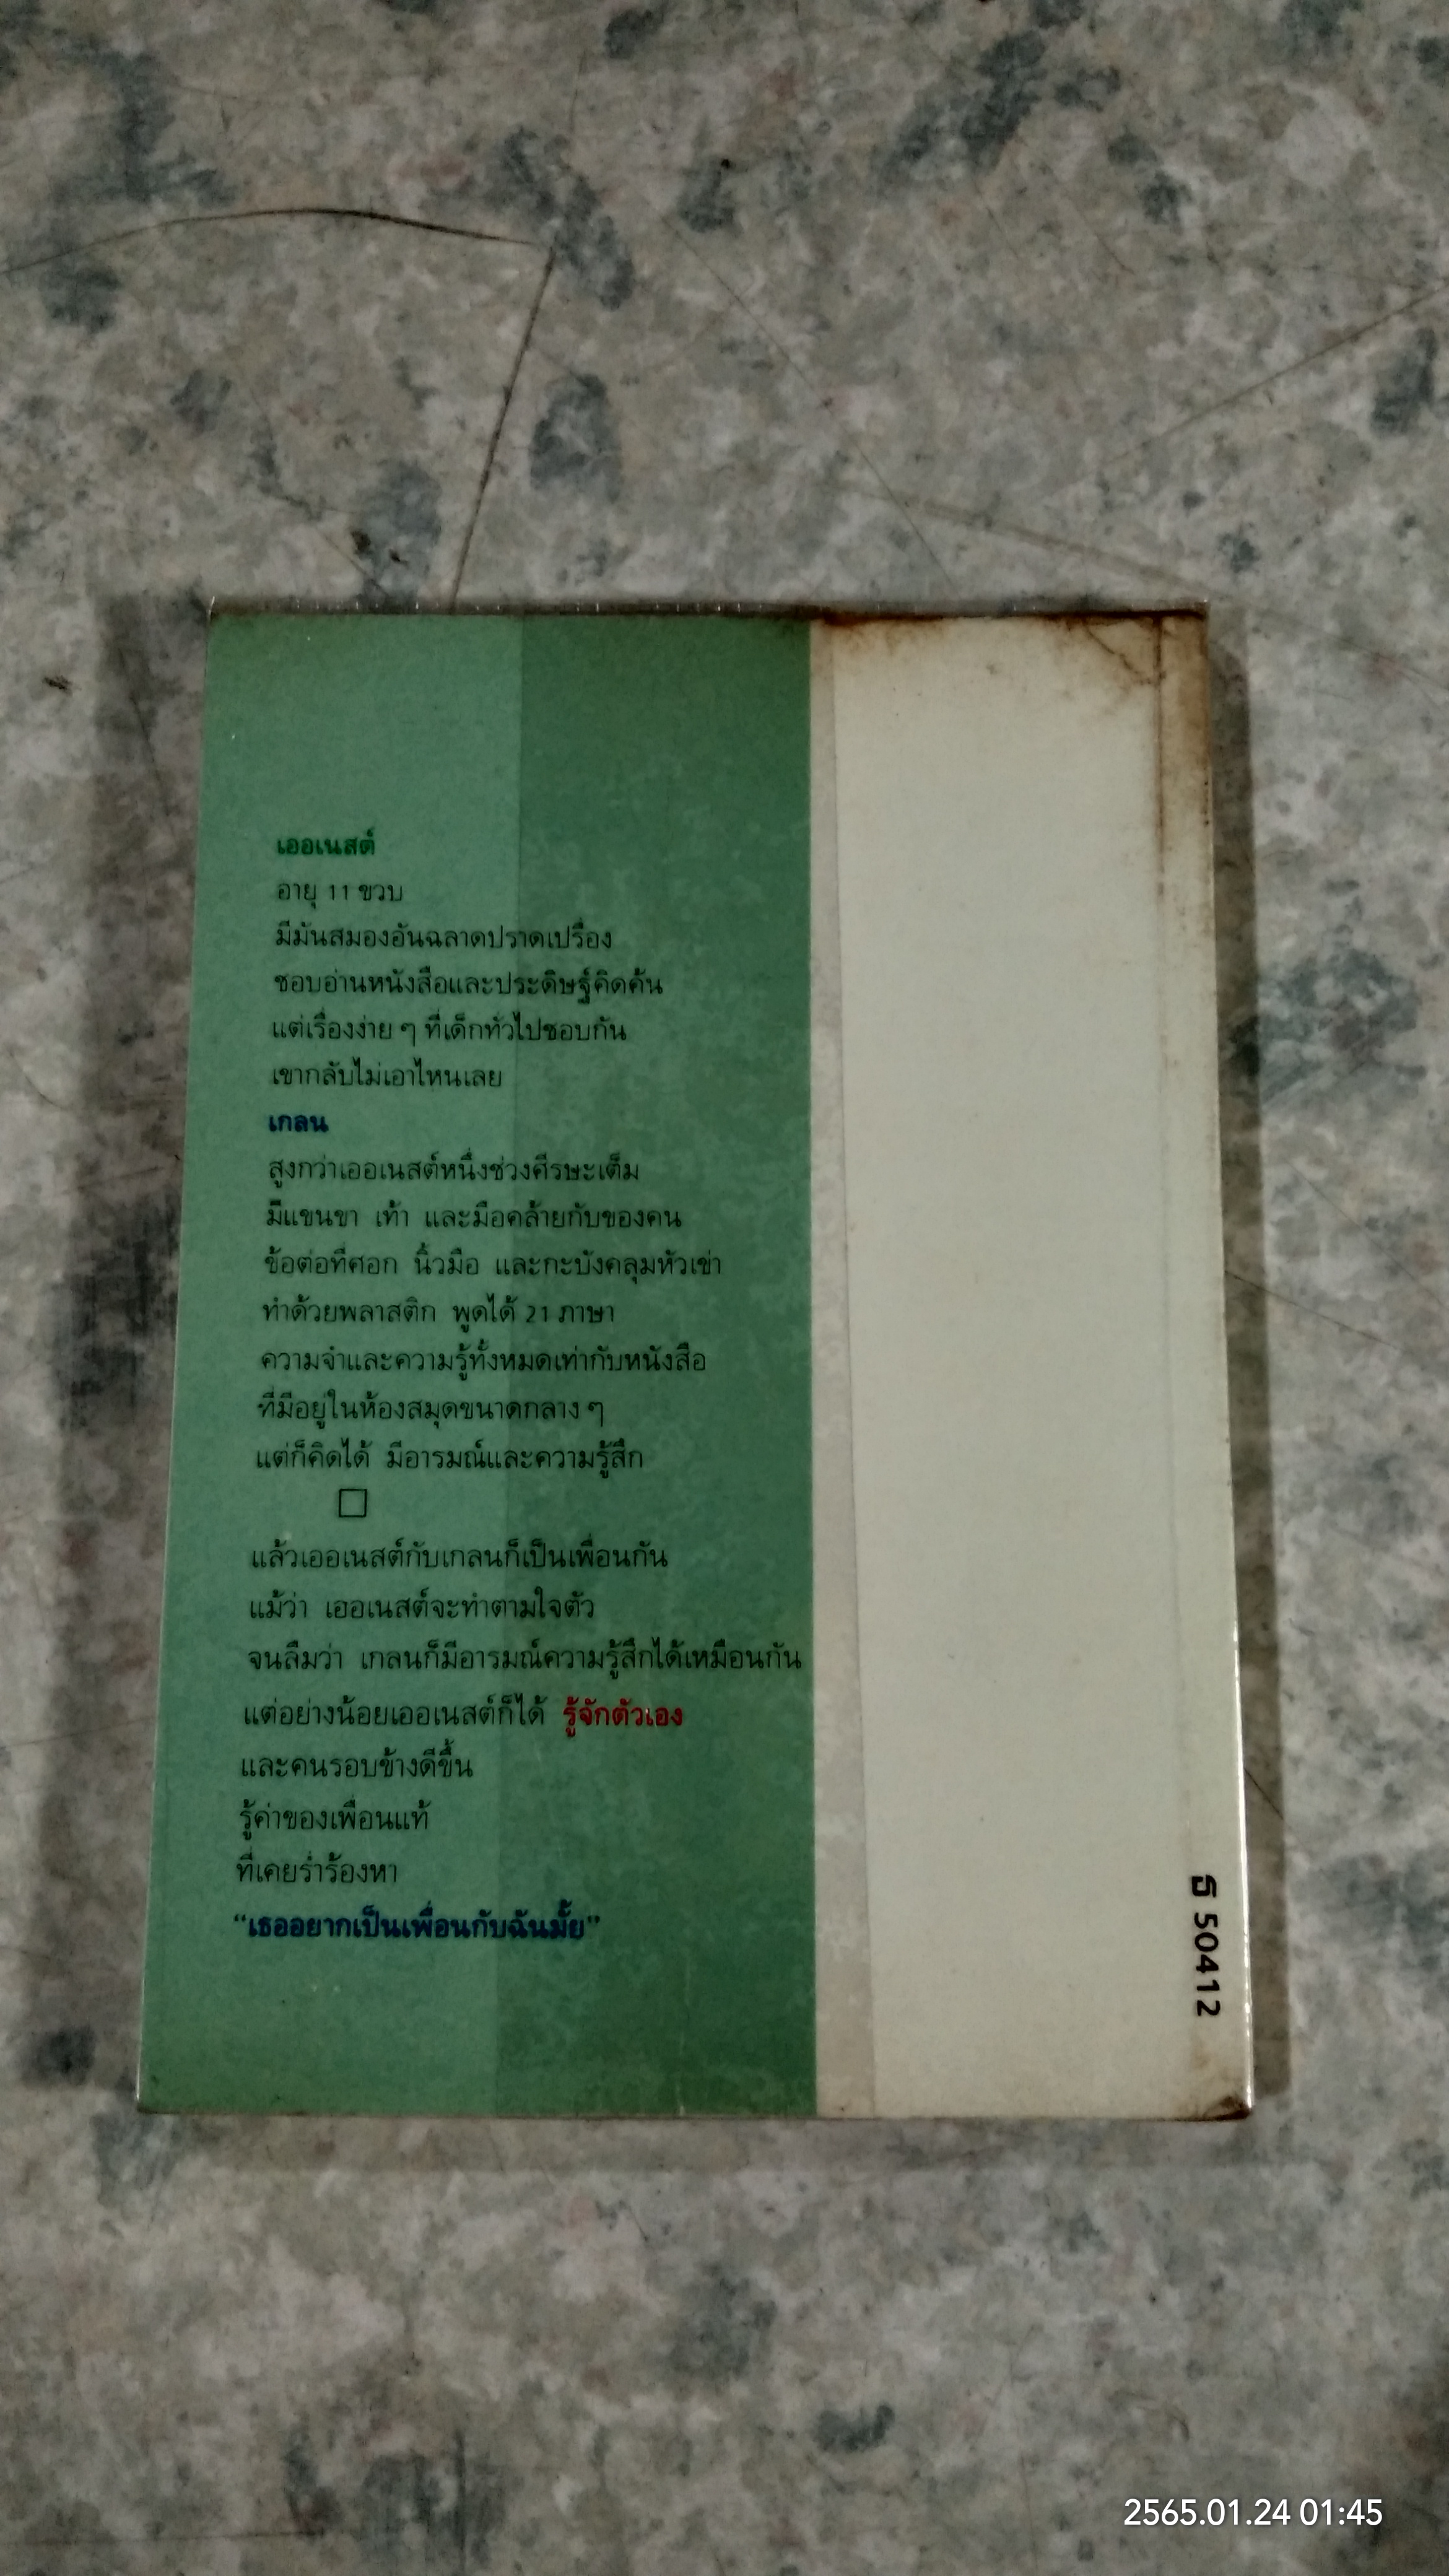 เออเนสต์
อายุ 11 ขวบ
มีมันสมองอันฉลาดปราดเปรื่อง
ชอบอ่านหนังสือและประดิษฐ์คิดค้น
แต่เรื่องง่าย ๆ ที่เด็กทั่วไปชอบกัน
เขากลับไม่เอาไหนเลย
เกลน
สูงกว่าเออเนสต์หนึ่งช่วงศีรษะเต็ม
มีแขนขา เท้า และมือคล้ายกับของคน
ข้อต่อที่ศอก นิ้วมือ และกะบังคลุมหัวเข่า
ทำด้วยพลาสติก พูดได้ 21 ภาษา
ความจำและความรู้ทั้งหมดเท่ากับหนังสือ
ที่มีอยู่ในห้องสมุดขนาดกลาง ๆ
แต่ก็คิดได้ มีอารมณ์และความรู้สึก
แล้วเออเนสต์กับเกลนก็เป็นเพื่อนกัน
แม้ว่า เออเนสต์จะทำตามใจตัว
จนลืมว่า เกลนก็มีอารมณ์ความรู้สึกได้เหมือนกัน
แต่อย่างน้อยเออเนสต์ก็ได้ รู้จักตัวเอง
และคนรอบข้างดีขึ้น
รู้ค่าของเพื่อนแท้
ที่เคยร่ำร้องหา
“เธออยากเป็นเพื่อนกับฉันมั้ย”
ธ 50412
2565.01.24 01:45